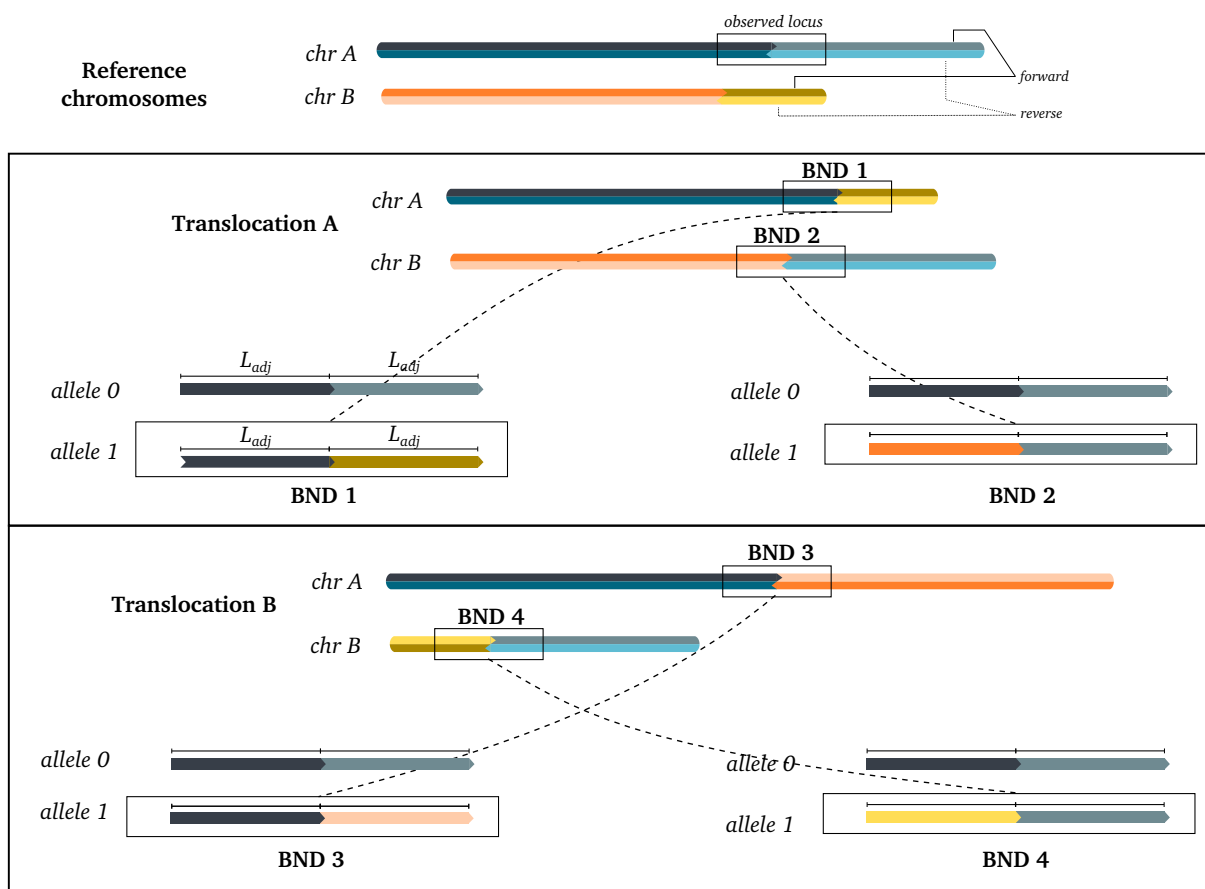 observed locus
chr A
Reference
chromosomes
forward
chr B
reverse
BND 1
chr A
Translocation A
BND 2
chr B
L_adj L_adj
allele 0
allele 0
L_adj L_adj
allele 1
allele 1
BND 1
BND 2
BND 3
chr A
Translocation B
BND 4
chr B
allele 0
allele 0
allele 1
allele 1
BND 3
BND 4